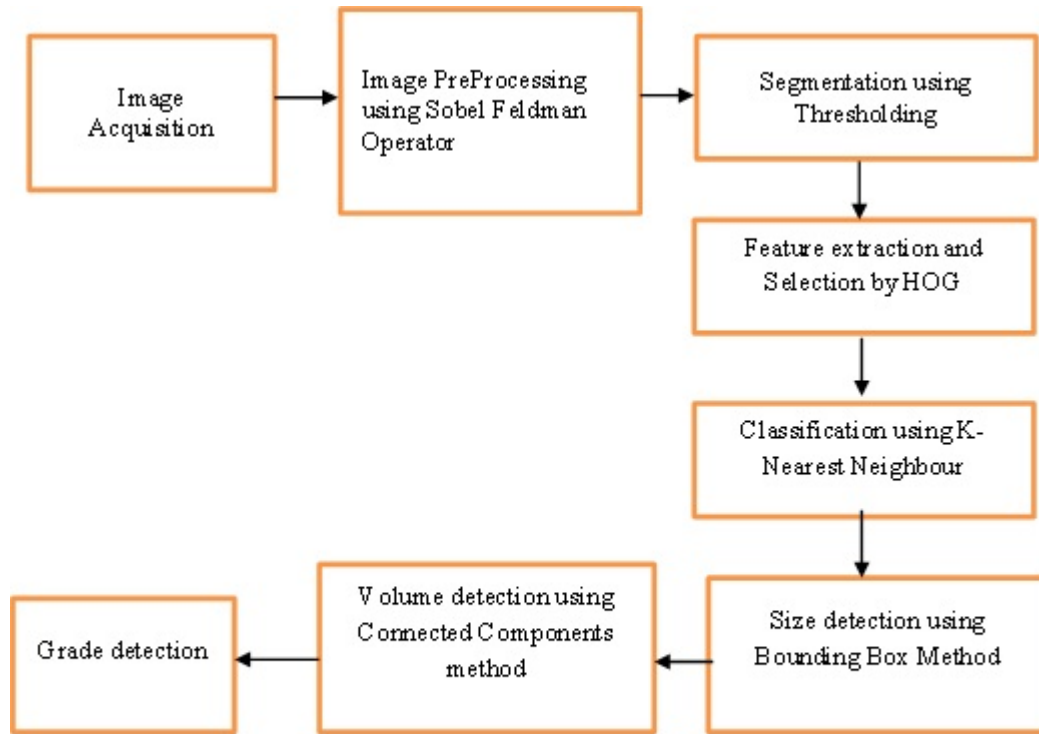 Image
Acquisition
Image PreProcessing
using Sobel Feldman
Operator
Segmentation using
Thresholding
Feature extraction and
Selection by HOG
Classification using K-
Nearest Neighbour
Size detection using
Bounding Box Method
Volume detection using
Connected Components
method
Grade detection